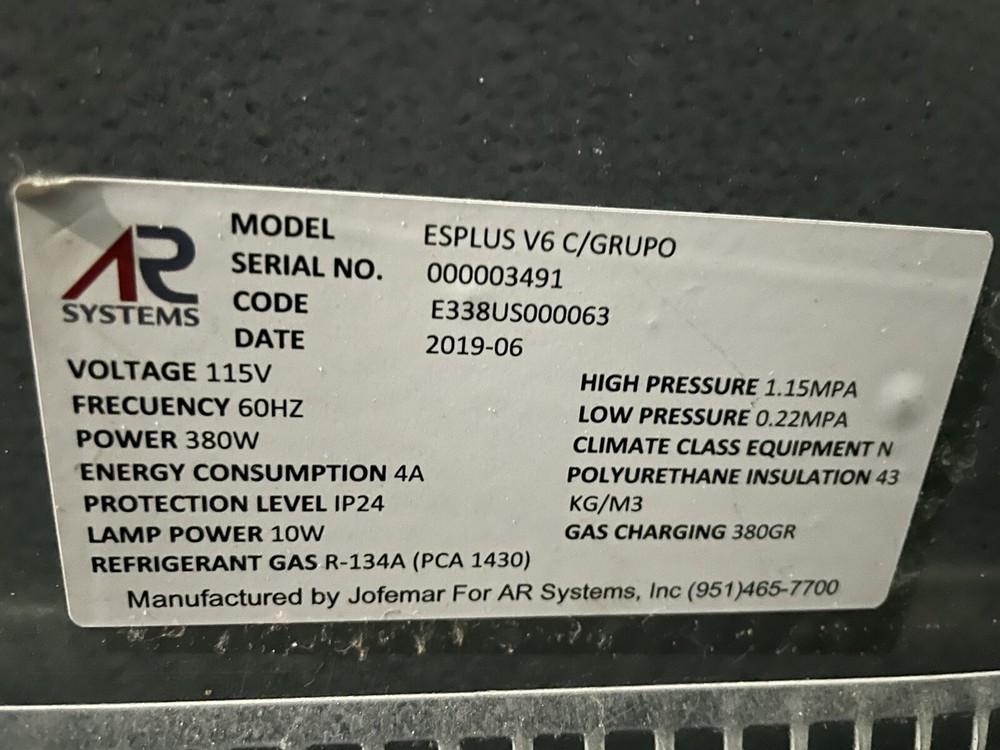 AR
SYSTEMS
MODEL ESPLUS V6 C/GRUPO
SERIAL NO. 000003491
CODE E338US000063
DATE 2019-06
VOLTAGE 115V
FRECUENCY 60HZ
POWER 380W
ENERGY CONSUMPTION 4A
PROTECTION LEVEL IP24
LAMP POWER 10W
REFRIGERANT GAS R-134A (PCA 1430)
HIGH PRESSURE 1.15MPA
LOW PRESSURE 0.22MPA
CLIMATE CLASS EQUIPMENT N
POLYURETHANE INSULATION 43
KG/M3
GAS CHARGING 380GR
Manufactured by Jofemar For AR Systems, Inc (951)465-7700